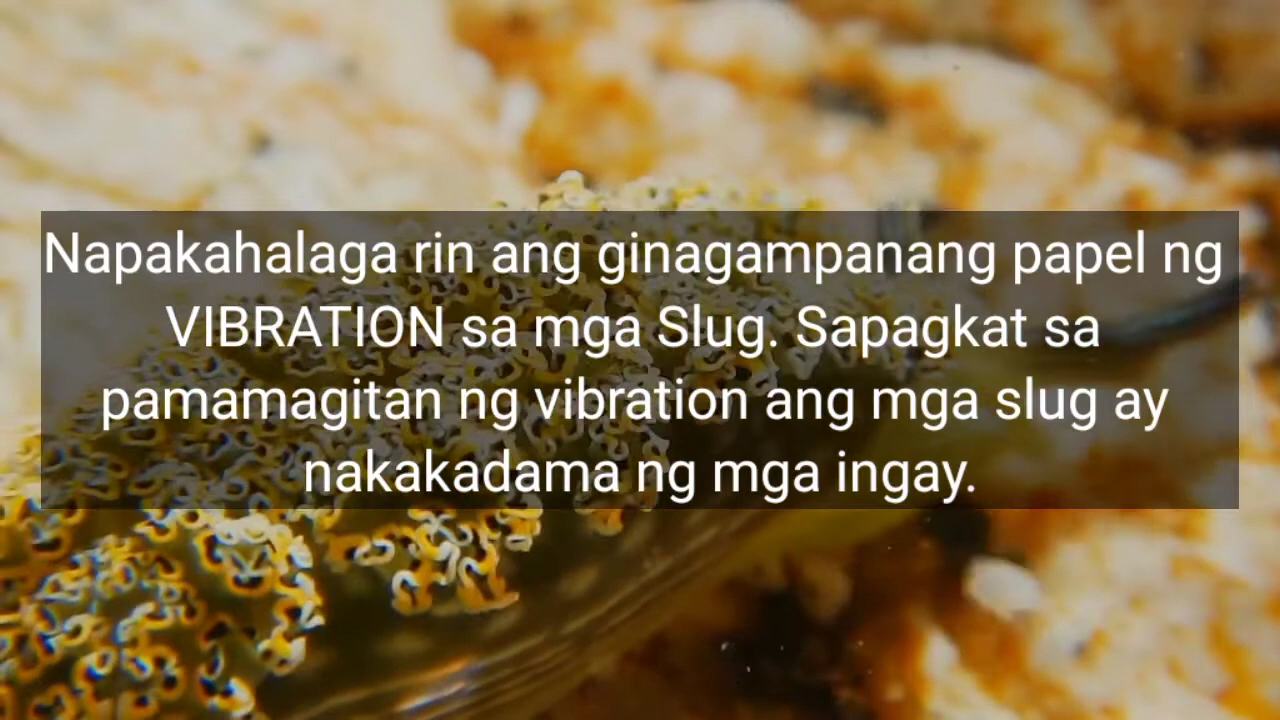 Napakahalaga rin ang ginagampanang papel ng
VIBRATION sa mga Slug. Sapagkat sa
pamamagitan ng vibration ang mga slug ay
nakakadama ng mga ingay.